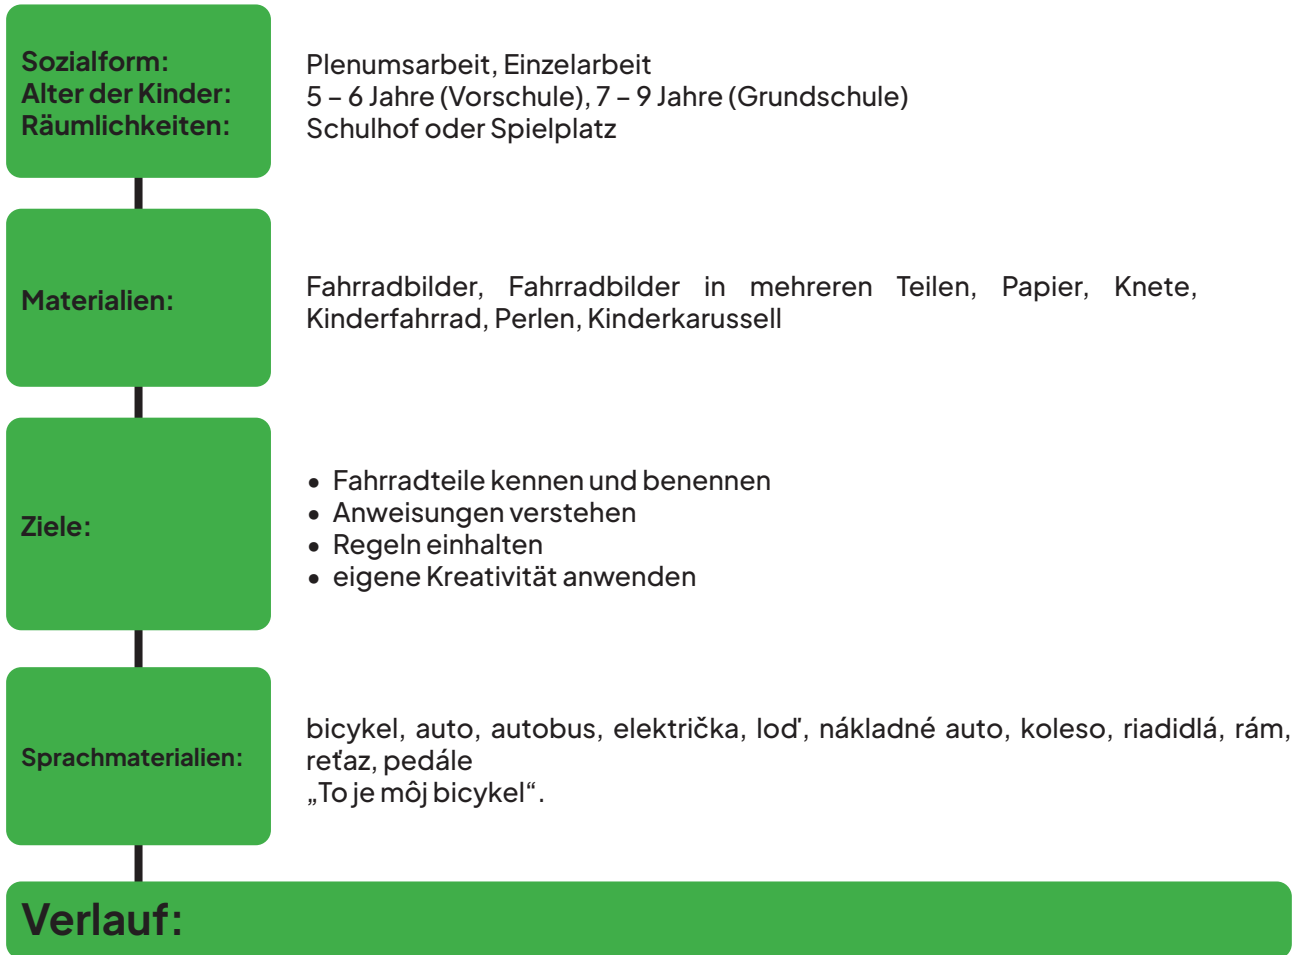 Sozialform:
Plenumsarbeit, Einzelarbeit
Alter der Kinder:
5 – 6 Jahre (Vorschule), 7 – 9 Jahre (Grundschule)
Räumlichkeiten:
Schulhof oder Spielplatz
Materialien:
Fahrradbilder, Fahrradbilder in mehreren Teilen, Papier, Knete,
Kinderfahrrad, Perlen, Kinderkarussell
Ziele:
• Fahrradteile kennen und benennen
• Anweisungen verstehen
• Regeln einhalten
• eigene Kreativität anwenden
Sprachmaterialien:
bicykel, auto, autobus, električka, loď, nákladné auto, koleso, riadidlá, rám,
reťaz, pedále
„To je môj bicykel“.
Verlauf: